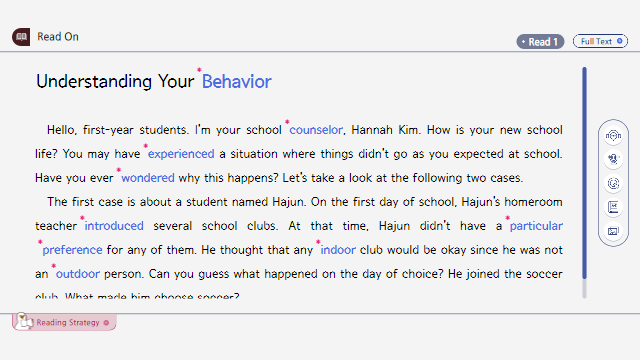 Read On
Read 1
Full Text
Understanding Your *Behavior
Hello, first-year students. I'm your school *counselor, Hannah Kim. How is your new school
life? You may have *experienced a situation where things didn't go as you expected at school.
Have you ever *wondered why this happens? Let's take a look at the following two cases.
The first case is about a student named Hajun. On the first day of school, Hajun's homeroom
teacher *introduced several school clubs. At that time, Hajun didn't have a *particular
*preference for any of them. He thought that any *indoor club would be okay since he was not
an *outdoor person. Can you guess what happened on the day of choice? He joined the soccer
club. What made him choose soccer?
Reading Strategy